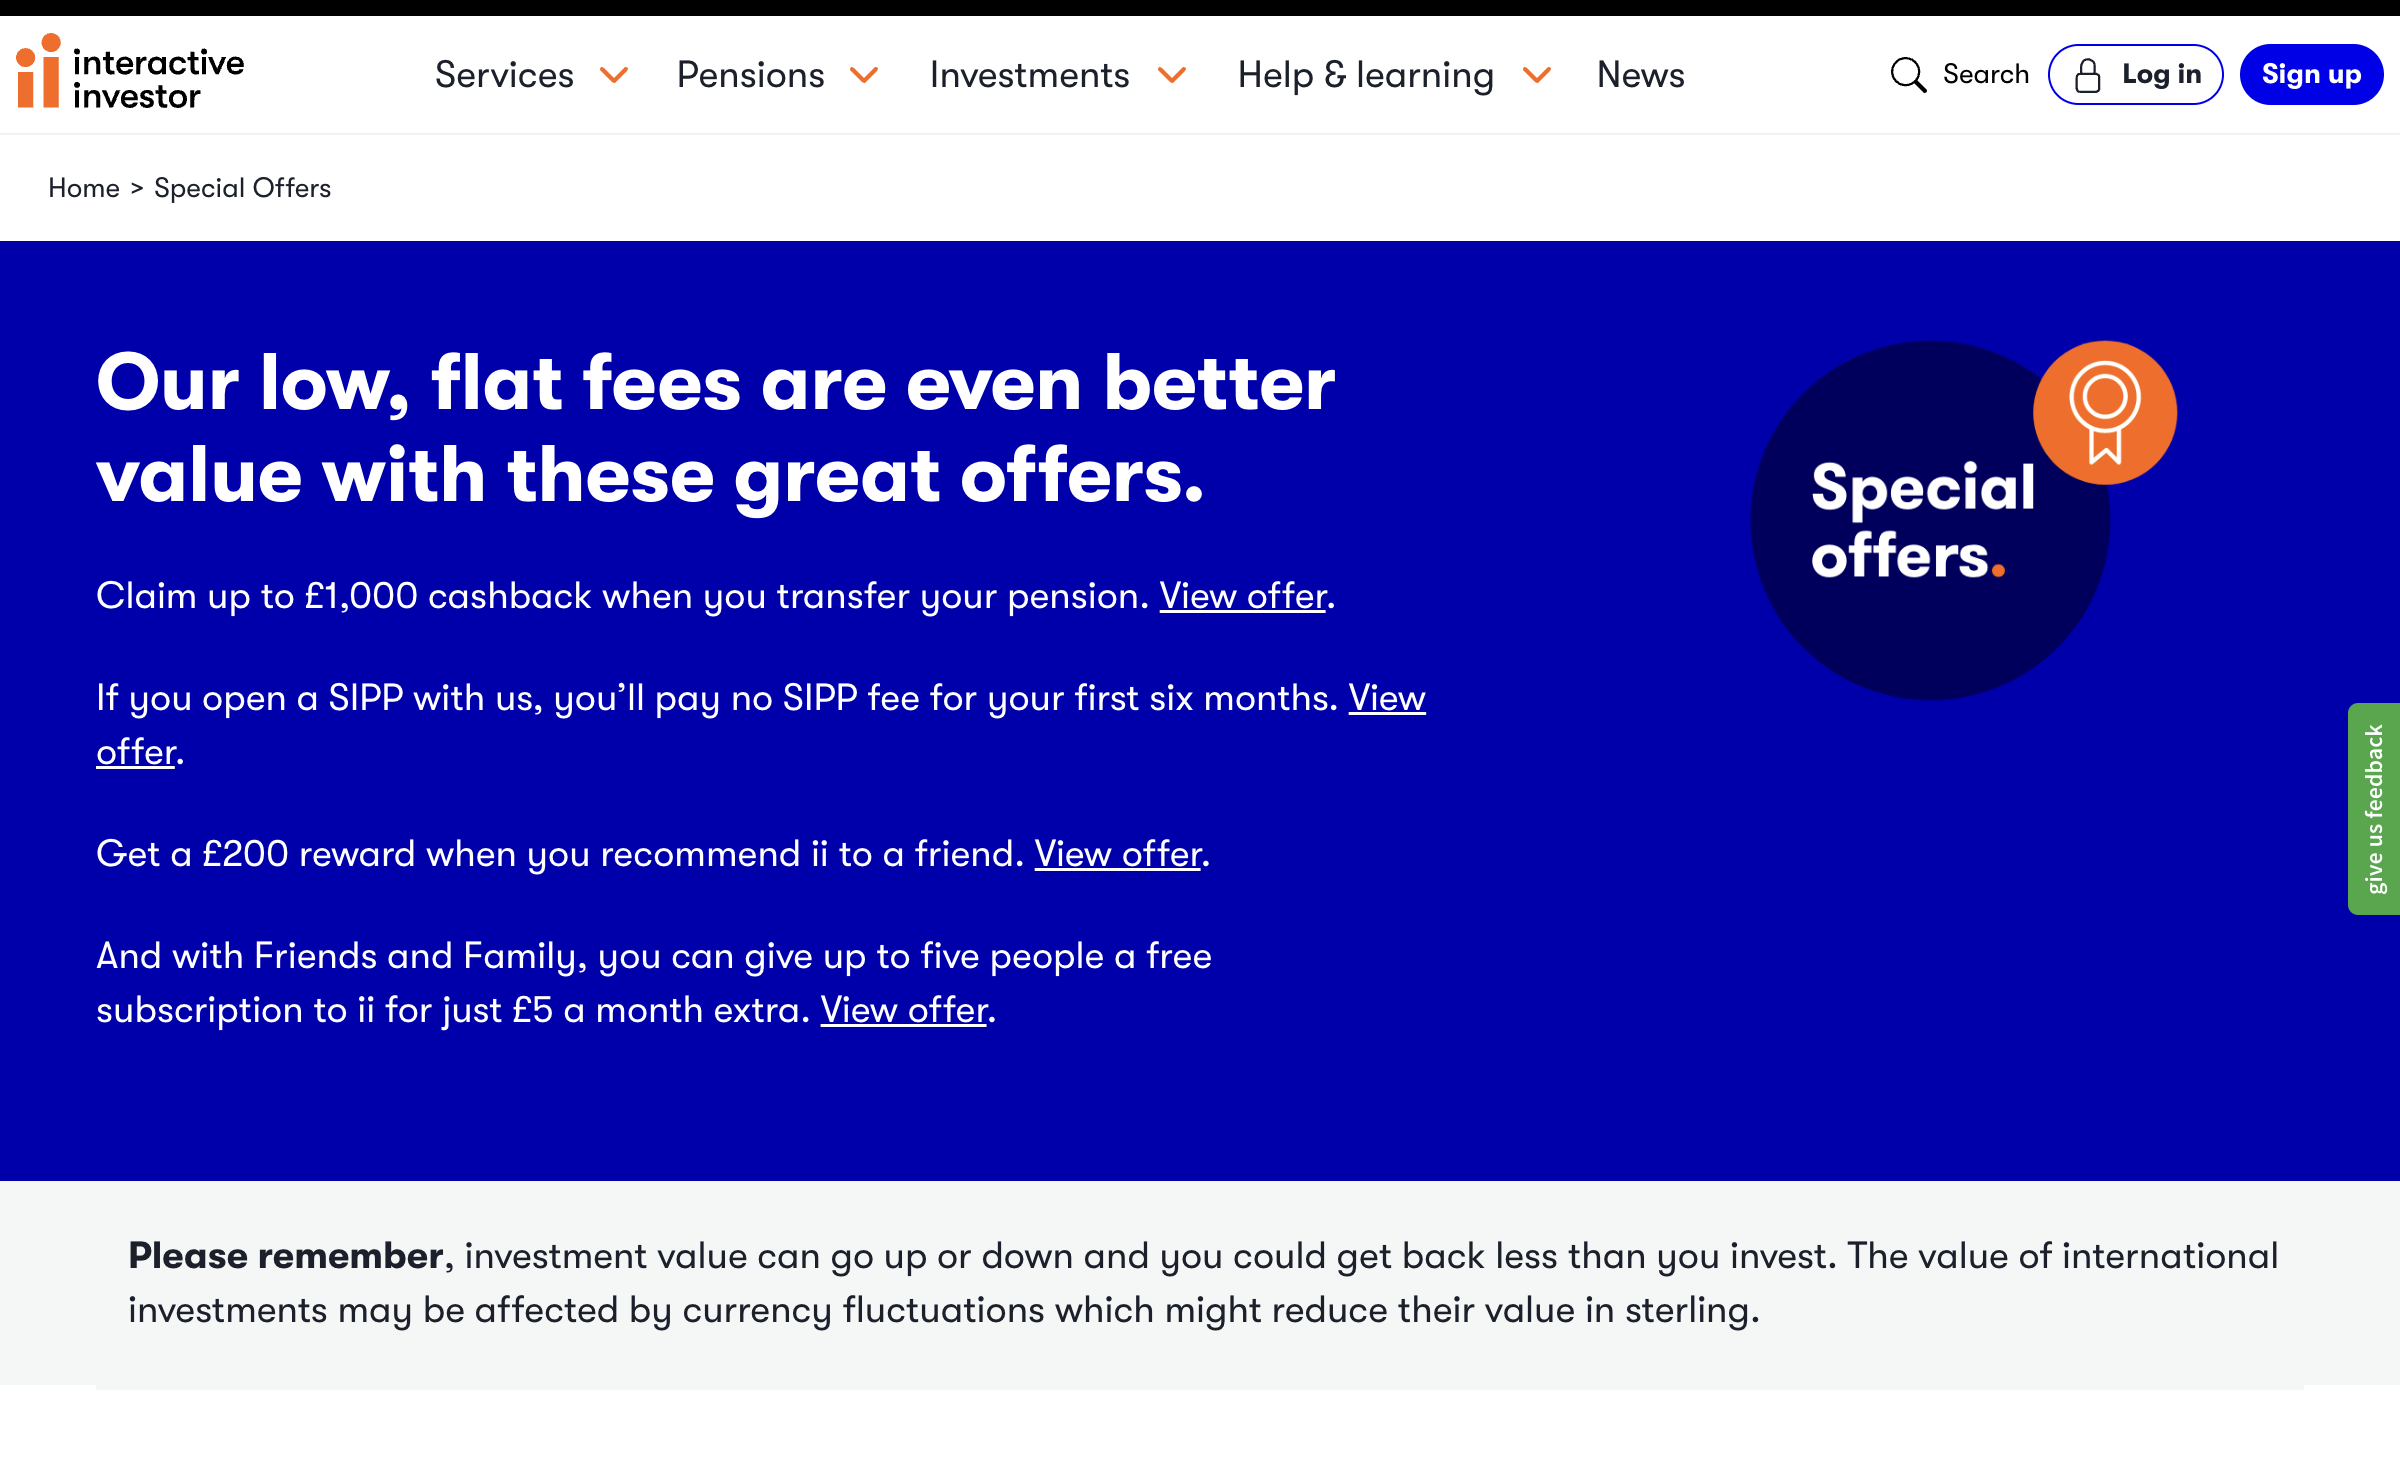 interactive
investor
Services
Pensions
Investments
Help & learning
News
Search
Log in
Sign up
Home > Special Offers
Our low, flat fees are even better
value with these great offers.
Claim up to £1,000 cashback when you transfer your pension. View offer.
If you open a SIPP with us, you’ll pay no SIPP fee for your first six months. View
offer.
Get a £200 reward when you recommend ii to a friend. View offer.
And with Friends and Family, you can give up to five people a free
subscription to ii for just £5 a month extra. View offer.
Special
offers.
give us feedback
Please remember, investment value can go up or down and you could get back less than you invest. The value of international
investments may be affected by currency fluctuations which might reduce their value in sterling.